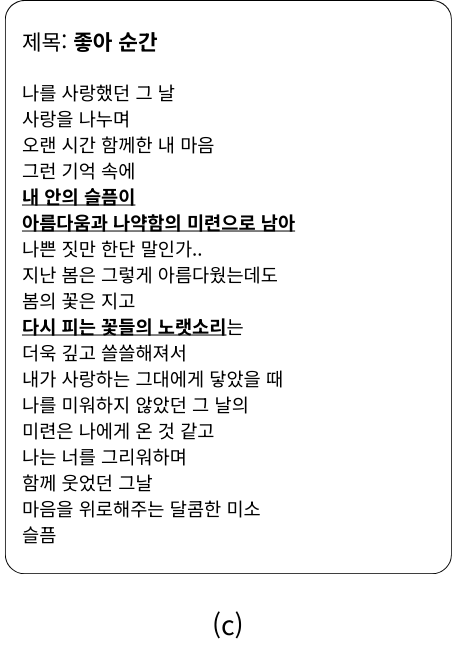 제목: 좋아 순간
나를 사랑했던 그 날
사랑을 나누며
오랜 시간 함께한 내 마음
그런 기억 속에
내 안의 슬픔이
아름다움과 나약함의 미련으로 남아
나쁜 짓만 한단 말인가..
지난 봄은 그렇게 아름다웠는데도
봄의 꽃은 지고
다시 피는 꽃들의 노랫소리는
더욱 깊고 쓸쓸해져서
내가 사랑하는 그대에게 닿았을 때
나를 미워하지 않았던 그 날의
미련은 나에게 온 것 같고
나는 너를 그리워하며
함께 웃었던 그날
마음을 위로해주는 달콤한 미소
슬픔
(c)